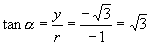 tan α = y/r = −√3/−1 = √3